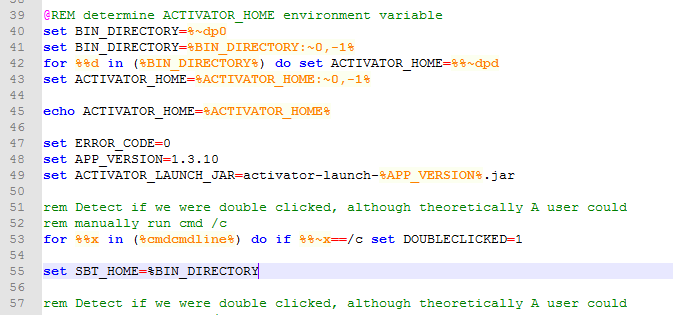 39 @REM determine ACTIVATOR_HOME environment variable
40 set BIN_DIRECTORY=%~dp0
41 set BIN_DIRECTORY=%BIN_DIRECTORY:~0,-1%
42 for %%d in (%BIN_DIRECTORY%) do set ACTIVATOR_HOME=%%~dpd
43 set ACTIVATOR_HOME=%ACTIVATOR_HOME:~0,-1%
44
45 echo ACTIVATOR_HOME=%ACTIVATOR_HOME%
46
47 set ERROR_CODE=0
48 set APP_VERSION=1.3.10
49 set ACTIVATOR_LAUNCH_JAR=activator-launch-%APP_VERSION%.jar
50
51 rem Detect if we were double clicked, although theoretically A user could
52 rem manually run cmd /c
53 for %%x in (%cmdcmdline%) do if %%~x==/c set DOUBLECLICKED=1
54
55 set SBT_HOME=%BIN_DIRECTORY
56
57 rem Detect if we were double clicked, although theoretically A user could